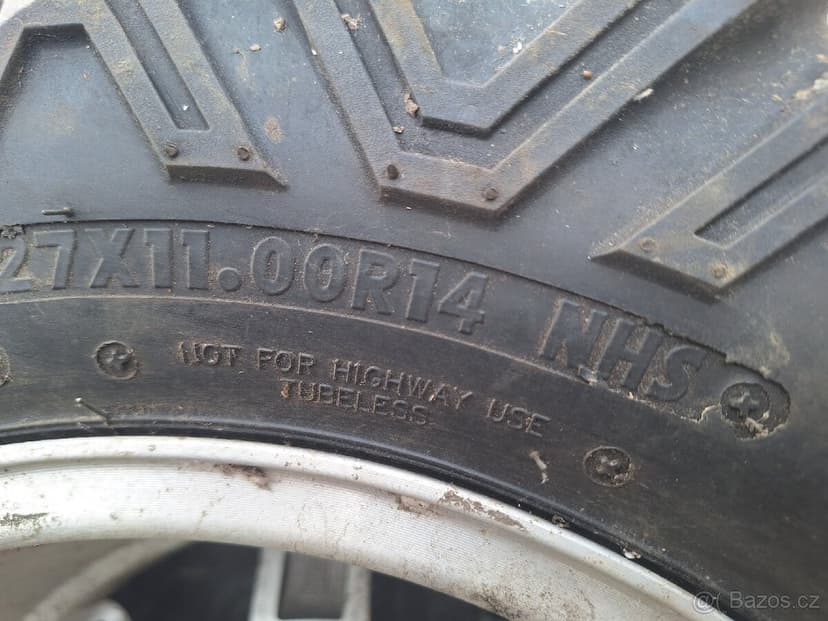 27X11.00R14 NHS
NOT FOR HIGHWAY USE
TUBELESS
Bazos.cz